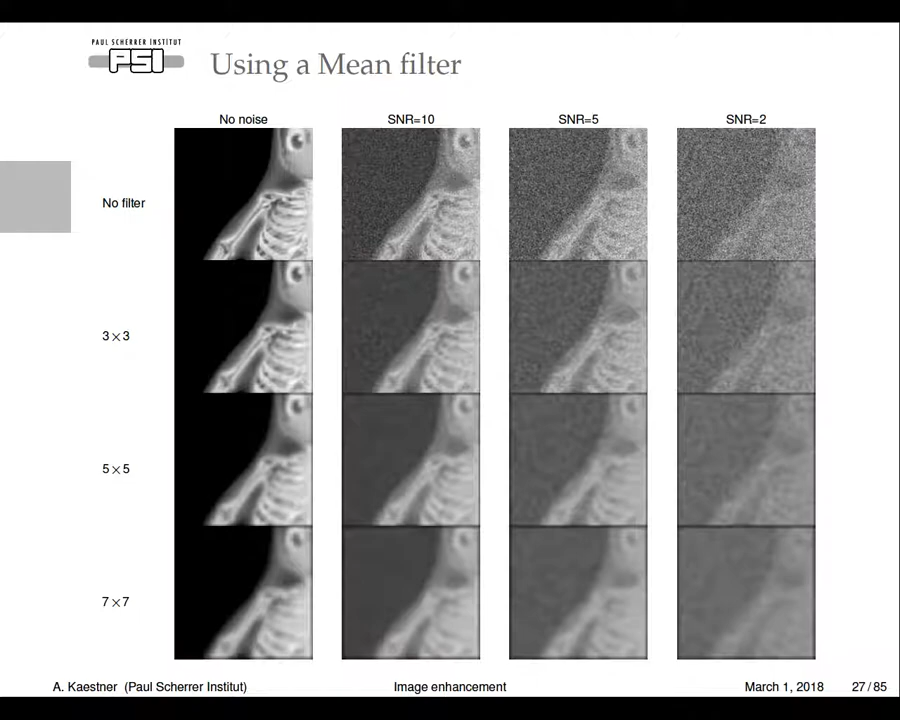 PAUL SCHERRER INSTITUT
PSI
Using a Mean filter
No noise SNR=10 SNR=5 SNR=2
No filter
3×3
5×5
7×7
A. Kaestner (Paul Scherrer Institut) Image enhancement March 1, 2018 27/85